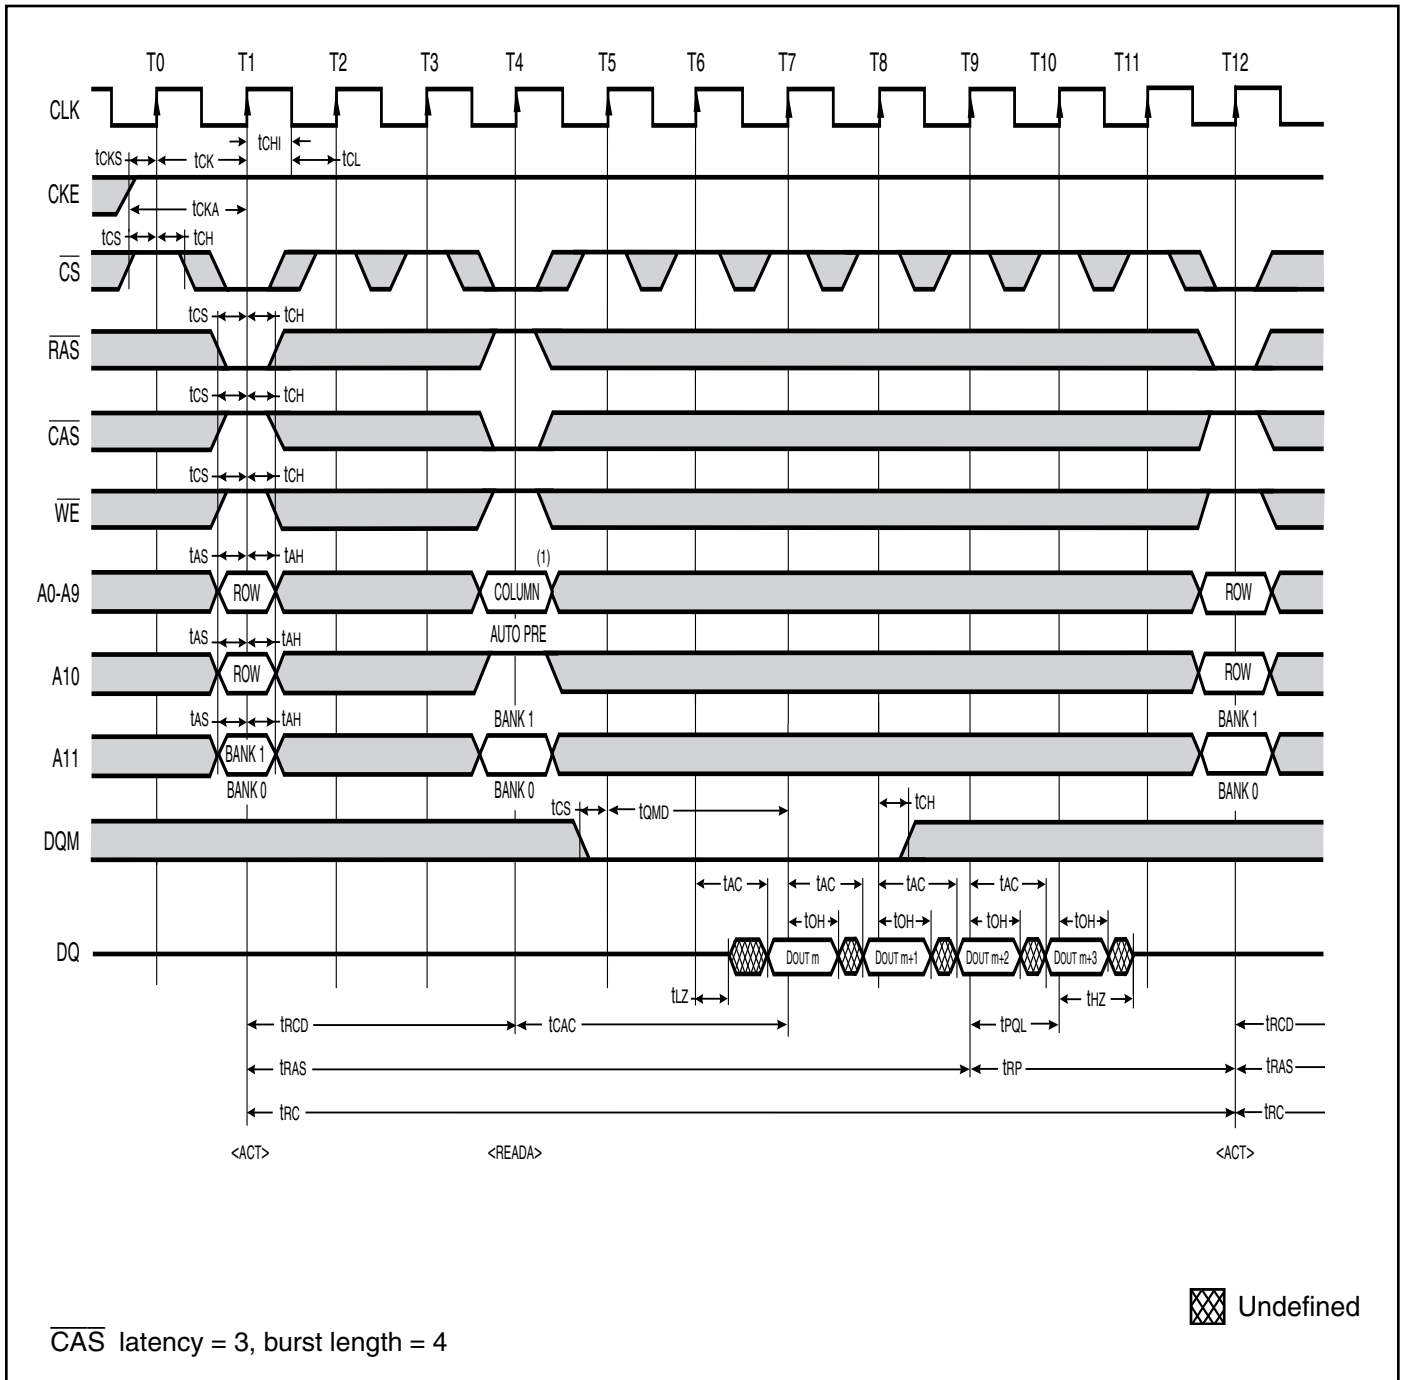 T0 T1 T2 T3 T4 T5 T6 T7 T8 T9 T10 T11 T12
CLK
tCHI
tCKS tCK tCL
CKE
tCKA
tCS tCH
CS
tCS tCH
RAS
tCS tCH
CAS
tCS tCH
WE
tAS tAH (1)
A0-A9 ROW COLUMN ROW
tAS tAH AUTO PRE
A10 ROW ROW
tAS tAH BANK 1 BANK 1
A11 BANK 1
BANK 0 BANK 0 BANK 0
tCS tQMD tCH
DQM
tAC tAC tAC tAC
tOH tOH tOH tOH
DQ DOUT m DOUT m+1 DOUT m+2 DOUT m+3
tLZ tHZ
tRCD tCAC tPQL tRCD
tRAS tRP tRAS
tRC tRC
<ACT> <READA> <ACT>
Undefined
CAS latency = 3, burst length = 4